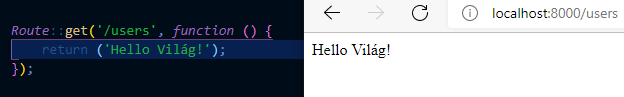 Route::get('/users', function () {
    return ('Hello Világ!');
});
localhost:8000/users
Hello Világ!